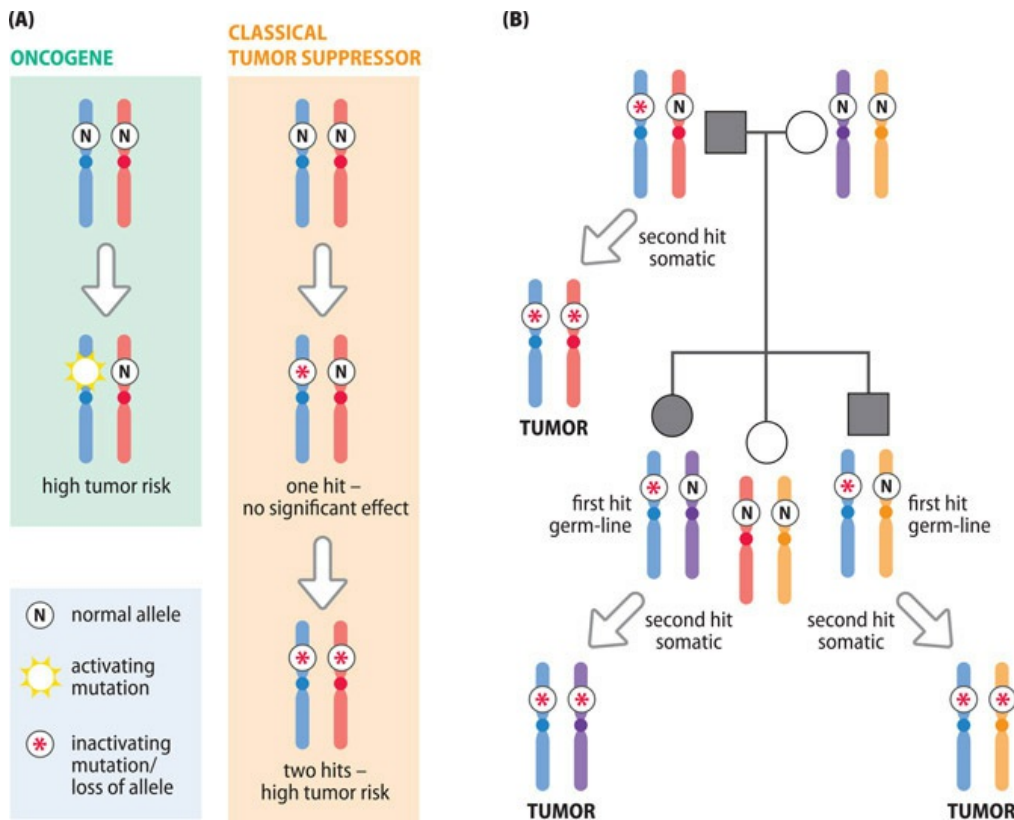 (A)
ONCOGENE
N N
N
high tumor risk
N normal allele
activating
mutation
* inactivating
mutation/
loss of allele
CLASSICAL
TUMOR SUPPRESSOR
N N
* N
one hit –
no significant effect
* *
two hits –
high tumor risk
(B)
* N
N N
second hit
somatic
* *
TUMOR
first hit
germ-line
* N
N N
* N
first hit
germ-line
second hit
somatic
second hit
somatic
* *
TUMOR
* *
TUMOR